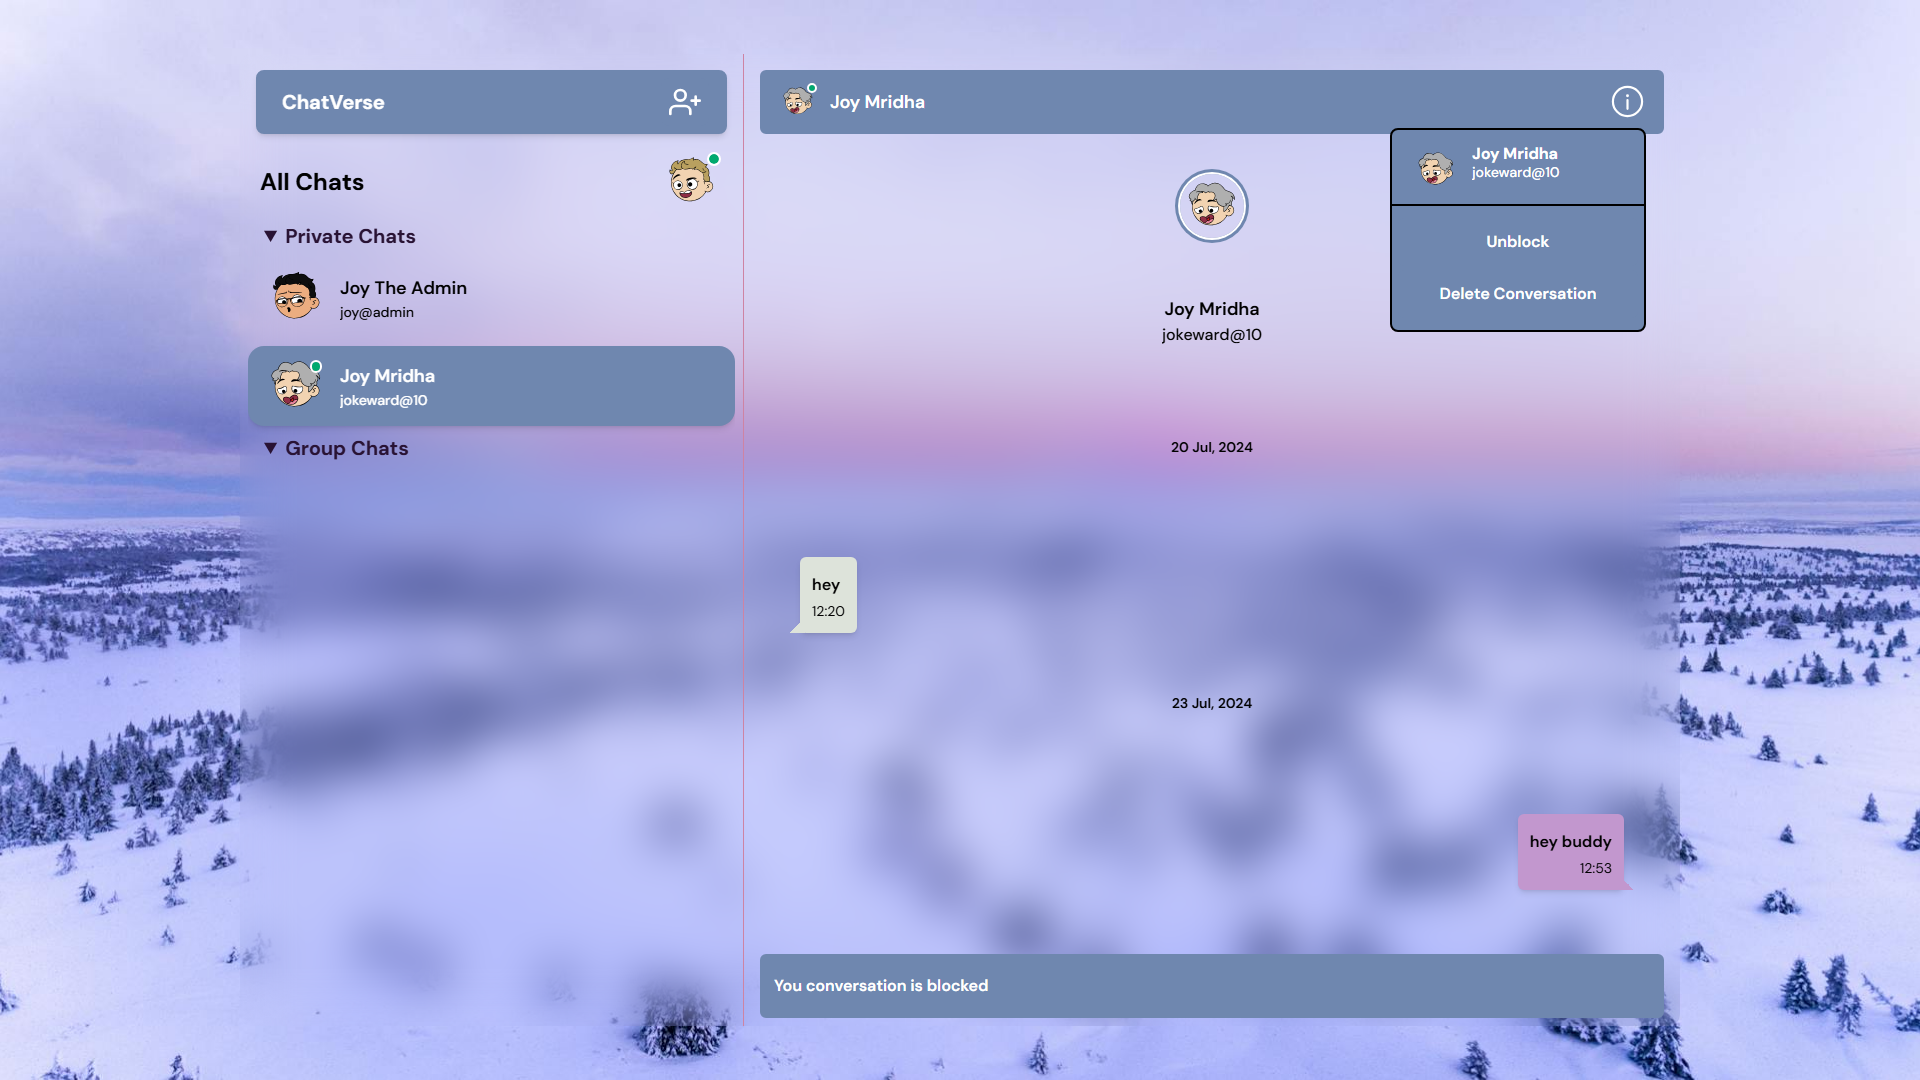 ChatVerse
All Chats
Private Chats
Joy The Admin
joy@admin
Joy Mridha
jokeward@10
Group Chats
Joy Mridha
Joy Mridha
jokeward@10
Unblock
Delete Conversation
Joy Mridha
jokeward@10
20 Jul, 2024
hey
12:20
23 Jul, 2024
hey buddy
12:53
You conversation is blocked